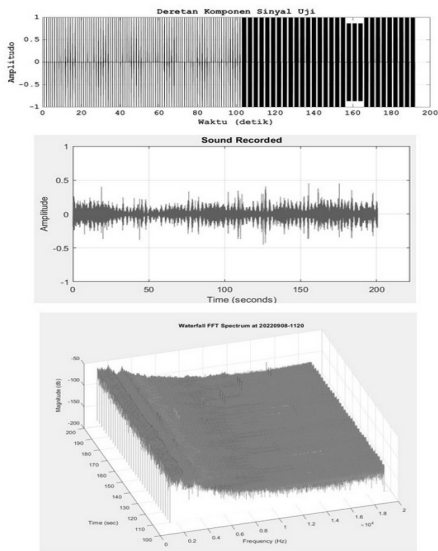 Deretan Komponen Sinyal Uji
Amplitudo
1
0.5
0
-0.5
-1
0 20 40 60 80 100 120 140 160 180 200
Waktu (detik)
Sound Recorded
Amplitude
1
0.5
0
-0.5
-1
0 50 100 150 200
Time (seconds)
Waterfall FFT Spectrum at 20220908-1120
Magnitude (dB)
-50
-100
-150
-200
200
190
180
170
160
150
140
130
120
110
100
Time (sec)
0 0.2 0.4 0.6 0.8 1 1.2 1.4 1.6 1.8 2
×10⁴
Frequency (Hz)